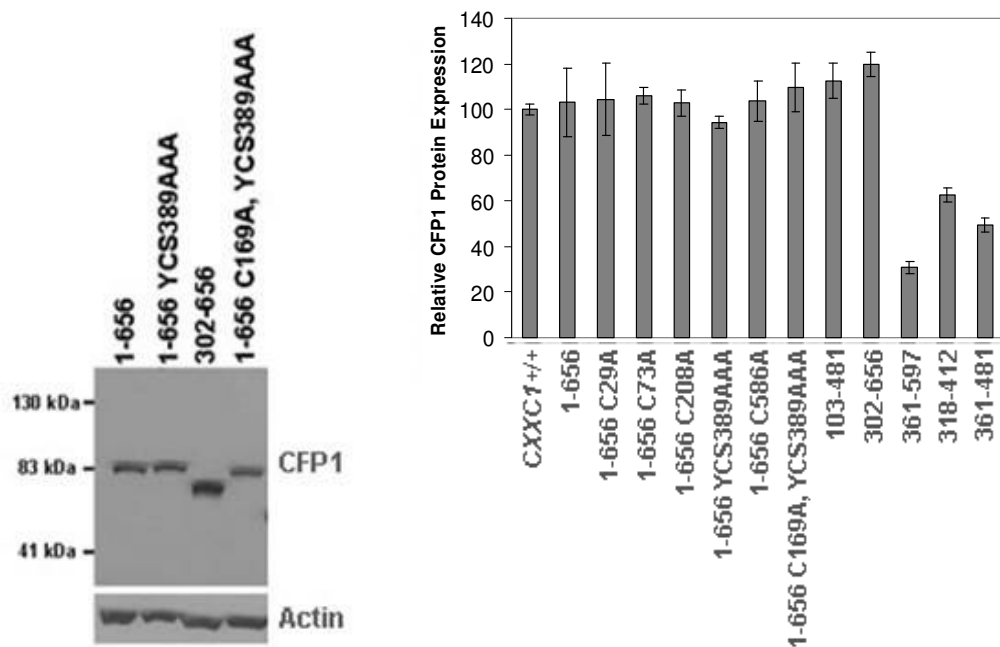 1-656
1-656 YCS389AAA
302-656
1-656 C169A, YCS389AAA
130 kDa
83 kDa
41 kDa
CFP1
Actin
Relative CFP1 Protein Expression
140
120
100
80
60
40
20
0
CXXC1+/+
1-656
1-656 C29A
1-656 C73A
1-656 C208A
1-656 YCS389AAA
1-656 C586A
1-656 C169A, YCS389AAA
103-481
302-656
361-597
318-412
361-481